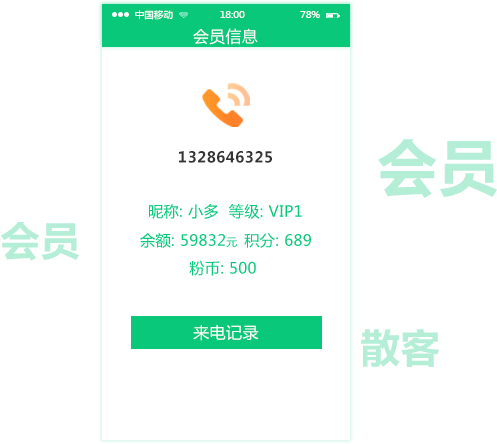 中国移动 18:00 78%
会员信息
1328646325
会员
昵称: 小多 等级: VIP1
会员
余额: 59832元 积分: 689
粉币: 500
来电记录
散客